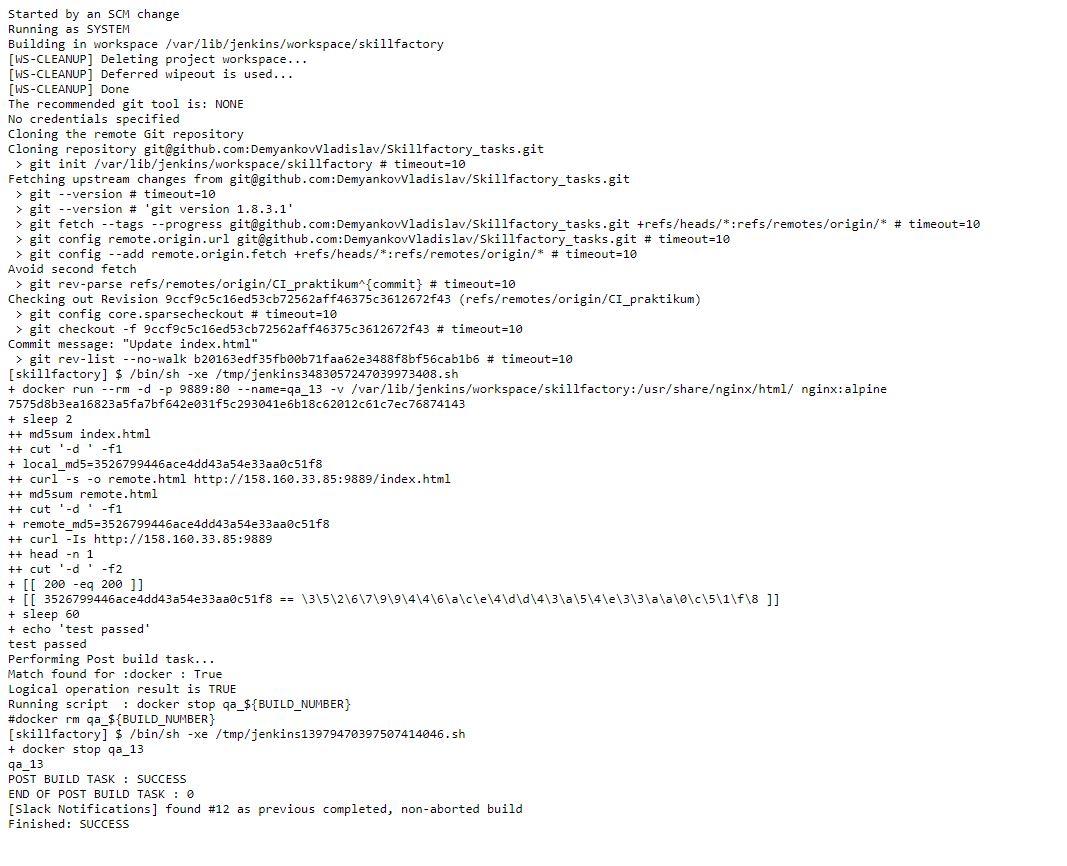 Started by an SCM change
Running as SYSTEM
Building in workspace /var/lib/jenkins/workspace/skillfactory
[WS-CLEANUP] Deleting project workspace...
[WS-CLEANUP] Deferred wipeout is used...
[WS-CLEANUP] Done
The recommended git tool is: NONE
No credentials specified
Cloning the remote Git repository
Cloning repository git@github.com:DemyankovVladislav/Skillfactory_tasks.git
 > git init /var/lib/jenkins/workspace/skillfactory # timeout=10
Fetching upstream changes from git@github.com:DemyankovVladislav/Skillfactory_tasks.git
 > git --version # timeout=10
 > git --version # 'git version 1.8.3.1'
 > git fetch --tags --progress git@github.com:DemyankovVladislav/Skillfactory_tasks.git +refs/heads/*:refs/remotes/origin/* # timeout=10
 > git config remote.origin.url git@github.com:DemyankovVladislav/Skillfactory_tasks.git # timeout=10
 > git config --add remote.origin.fetch +refs/heads/*:refs/remotes/origin/* # timeout=10
Avoid second fetch
 > git rev-parse refs/remotes/origin/CI_praktikum^{commit} # timeout=10
Checking out Revision 9ccf9c5c16ed53cb72562aff46375c3612672f43 (refs/remotes/origin/CI_praktikum)
 > git config core.sparsecheckout # timeout=10
 > git checkout -f 9ccf9c5c16ed53cb72562aff46375c3612672f43 # timeout=10
Commit message: "Update index.html"
 > git rev-list --no-walk b20163edf35fb00b71faa62e3488f8bf56cab1b6 # timeout=10
[skillfactory] $ /bin/sh -xe /tmp/jenkins3483057247039973408.sh
+ docker run --rm -d -p 9889:80 --name=qa_13 -v /var/lib/jenkins/workspace/skillfactory:/usr/share/nginx/html/ nginx:alpine
7575d8b3ea16823a5fa7bf642e031f5c293041e6b18c62012c61c7ec76874143
+ sleep 2
++ md5sum index.html
++ cut '-d ' -f1
+ local_md5=3526799446ace4dd43a54e33aa0c51f8
++ curl -s -o remote.html http://158.160.33.85:9889/index.html
++ md5sum remote.html
++ cut '-d ' -f1
+ remote_md5=3526799446ace4dd43a54e33aa0c51f8
++ curl -Is http://158.160.33.85:9889
++ head -n 1
++ cut '-d ' -f2
+ [[ 200 -eq 200 ]]
+ [[ 3526799446ace4dd43a54e33aa0c51f8 == \3\5\2\6\7\9\9\4\4\6\a\c\e\4\d\d\4\3\a\5\4\e\3\3\a\a\0\c\5\1\f\8 ]]
+ sleep 60
+ echo 'test passed'
test passed
Performing Post build task...
Match found for :docker : True
Logical operation result is TRUE
Running script  : docker stop qa_${BUILD_NUMBER}
#docker rm qa_${BUILD_NUMBER}
[skillfactory] $ /bin/sh -xe /tmp/jenkins13979470397507414046.sh
+ docker stop qa_13
qa_13
POST BUILD TASK : SUCCESS
END OF POST BUILD TASK : 0
[Slack Notifications] found #12 as previous completed, non-aborted build
Finished: SUCCESS